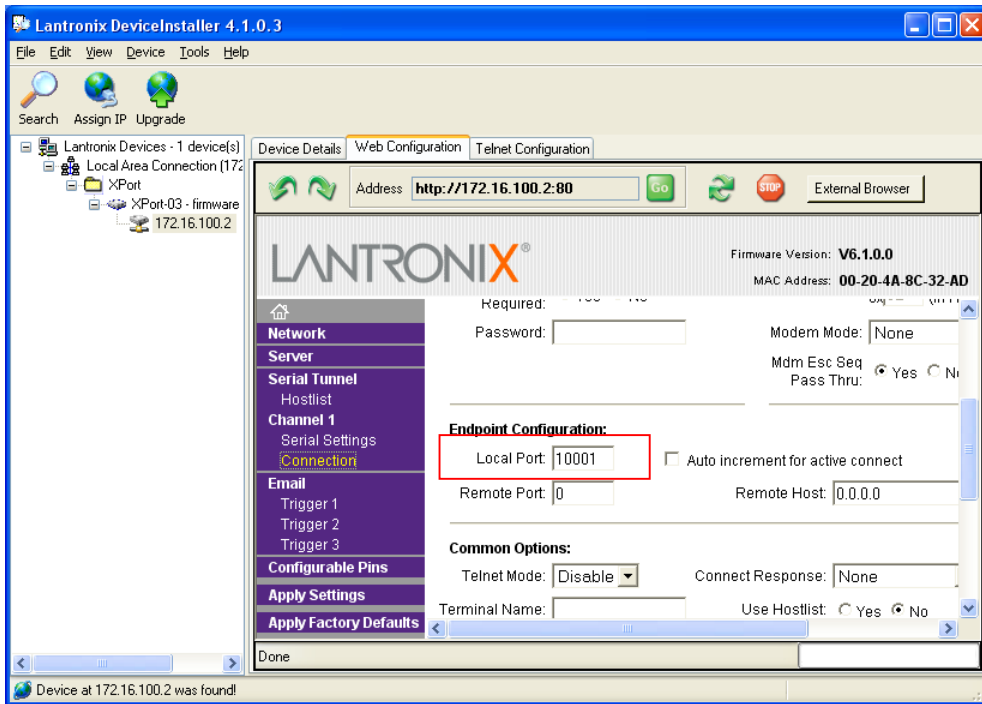 Lantronix DeviceInstaller 4.1.0.3
File Edit View Device Tools Help
Search Assign IP Upgrade
Lantronix Devices - 1 device(s)
Local Area Connection (172
XPort
XPort-03 - firmware
172.16.100.2
Device Details Web Configuration Telnet Configuration
Address http://172.16.100.2:80 Go STOP External Browser
LANTRONIX®
Firmware Version: V6.1.0.0
MAC Address: 00-20-4A-8C-32-AD
Network
Server
Serial Tunnel
Hostlist
Channel 1
Serial Settings
Connection
Email
Trigger 1
Trigger 2
Trigger 3
Configurable Pins
Apply Settings
Apply Factory Defaults
Required:
Password:
Modem Mode: None
Mdm Esc Seq
Pass Thru: Yes
Endpoint Configuration:
Local Port: 10001 Auto increment for active connect
Remote Port: 0 Remote Host: 0.0.0.0
Common Options:
Telnet Mode: Disable Connect Response: None
Terminal Name: Use Hostlist: Yes No
Done
Device at 172.16.100.2 was found!